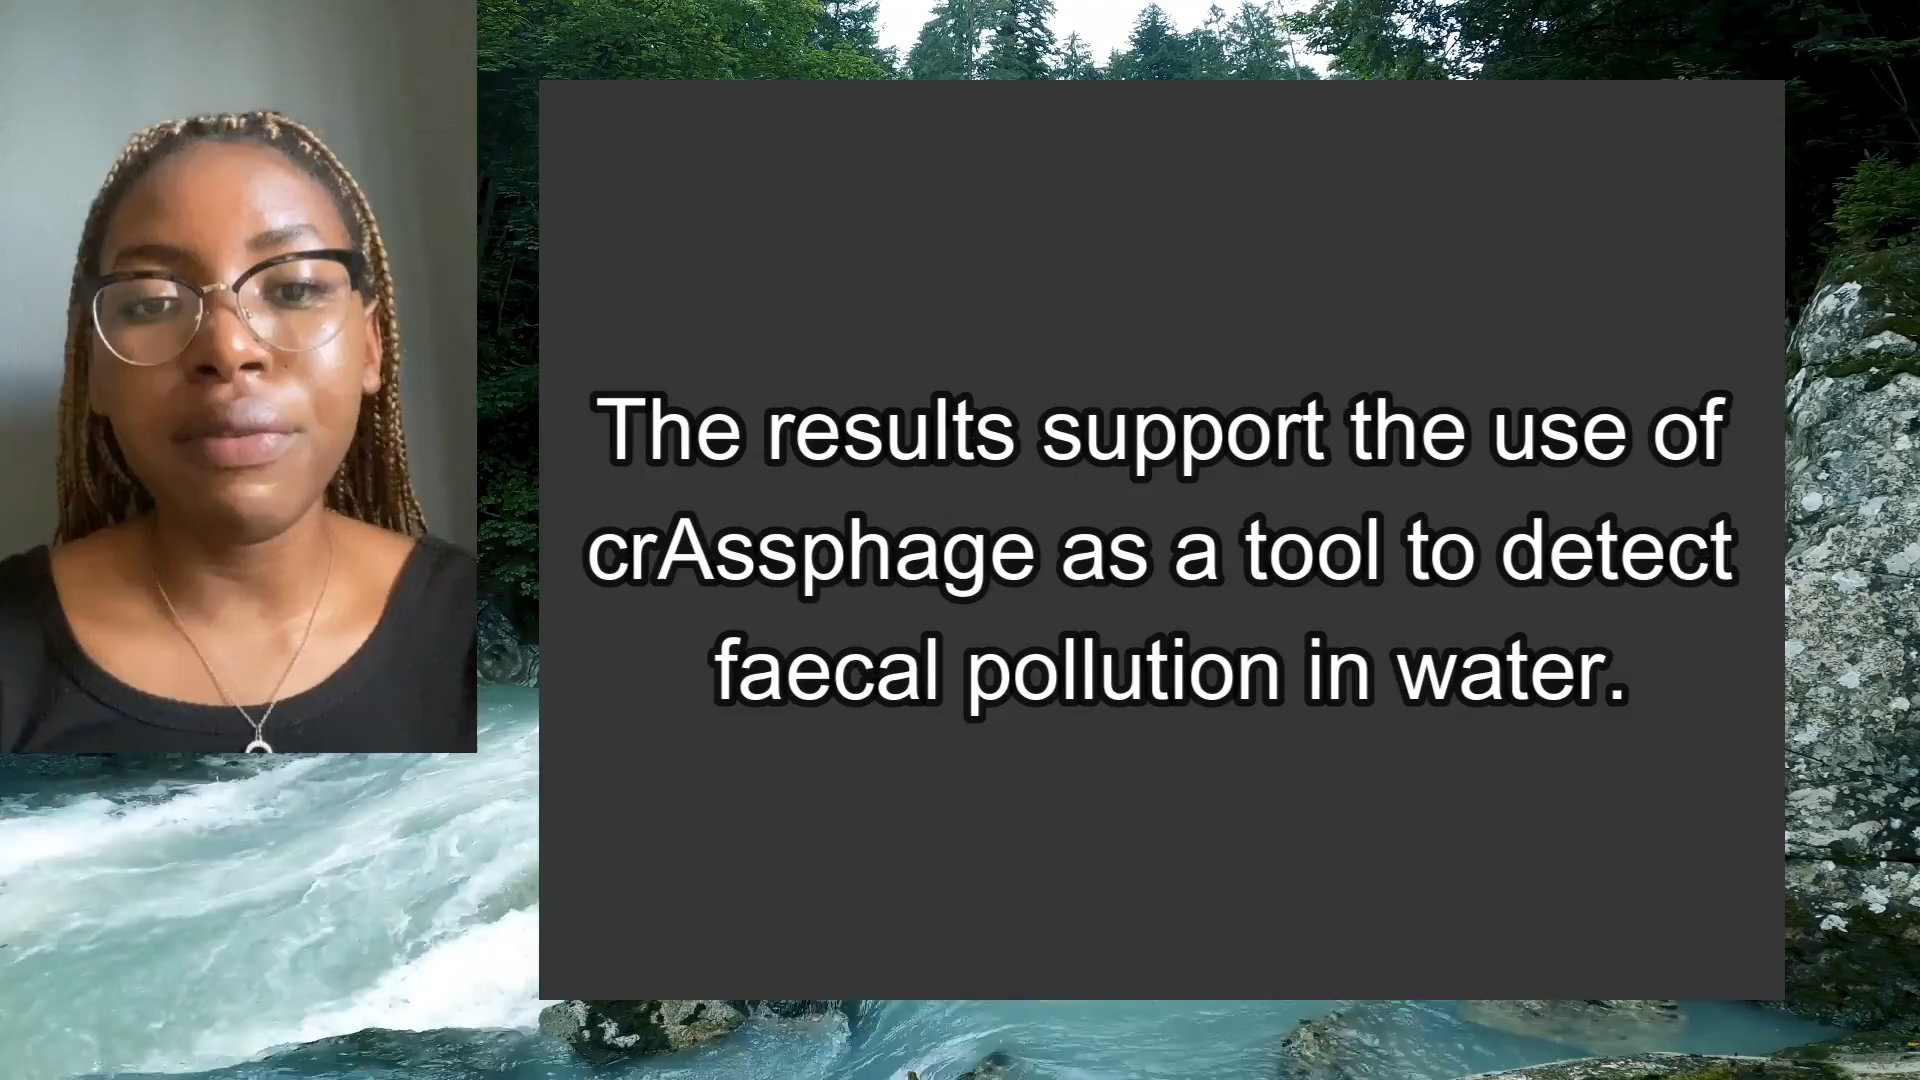 The results support the use of
crAssphage as a tool to detect
faecal pollution in water.